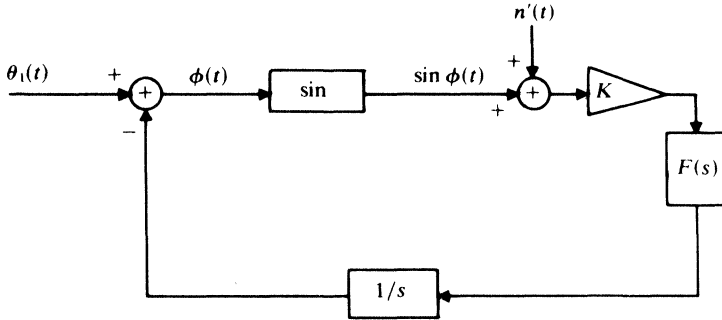 n′(t)
θ₁(t)
+
+
ϕ(t)
sin
sin ϕ(t)
+
+
+
K
−
F(s)
1/s